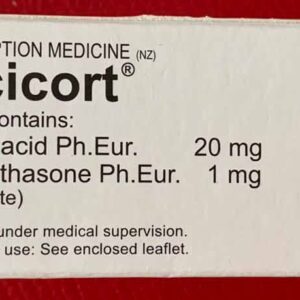 PTION MEDICINE (NZ)
cicort®
contains:
acid Ph.Eur. 20 mg
thasone Ph.Eur. 1 mg
te)
under medical supervision.
use: See enclosed leaflet.